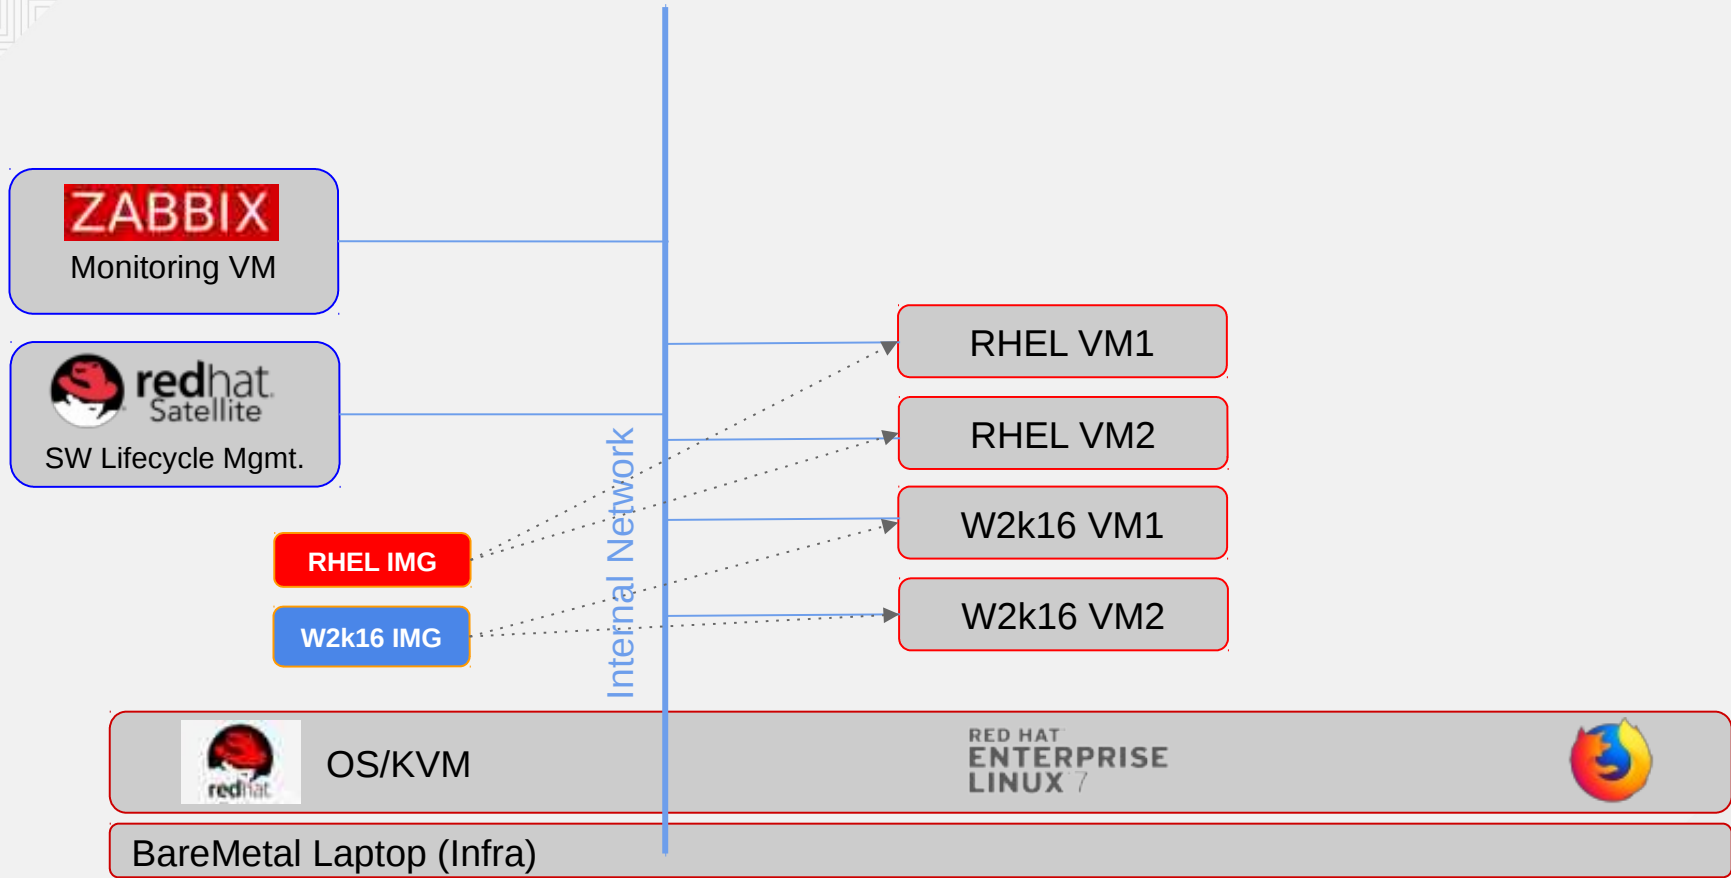 ZABBIX
Monitoring VM
redhat.
Satellite
SW Lifecycle Mgmt.
RHEL IMG
W2k16 IMG
Internal Network
RHEL VM1
RHEL VM2
W2k16 VM1
W2k16 VM2
redhat.
OS/KVM
RED HAT
ENTERPRISE
LINUX 7
BareMetal Laptop (Infra)